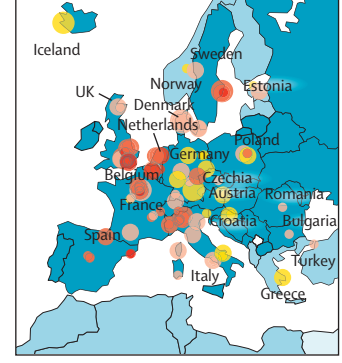 Iceland
Sweden
Norway
Estonia
UK
Denmark
Netherlands
Poland
Germany
Belgium
Czechia
Austria
Romania
France
Croatia
Bulgaria
Spain
Turkey
Italy
Greece